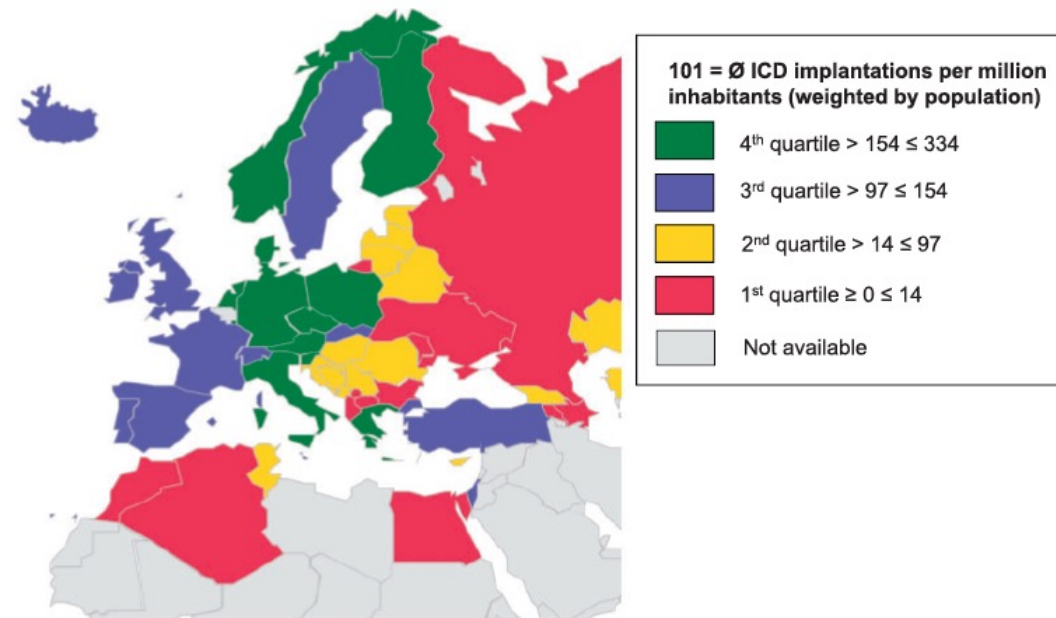 101 = Ø ICD implantations per million
inhabitants (weighted by population)
4th quartile > 154 ≤ 334
3rd quartile > 97 ≤ 154
2nd quartile > 14 ≤ 97
1st quartile ≥ 0 ≤ 14
Not available